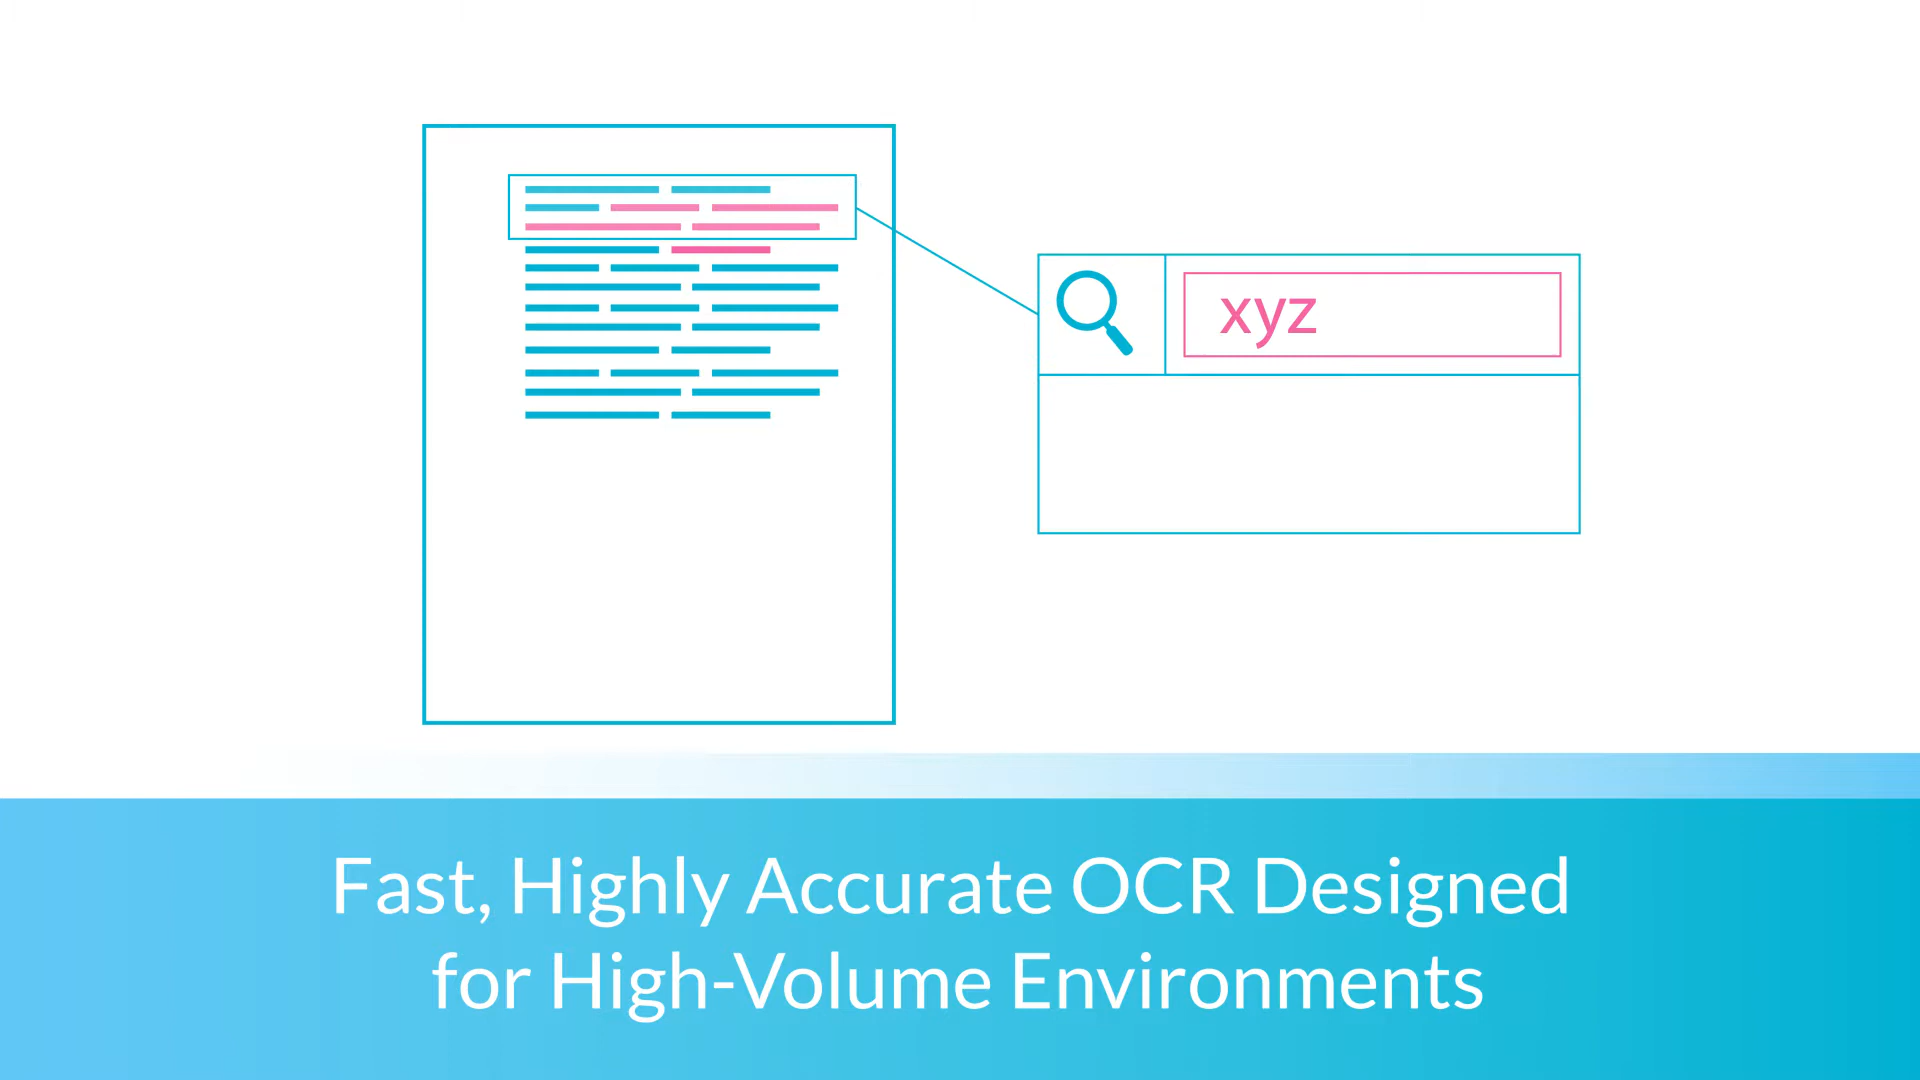 xyz
Fast, Highly Accurate OCR Designed
for High-Volume Environments